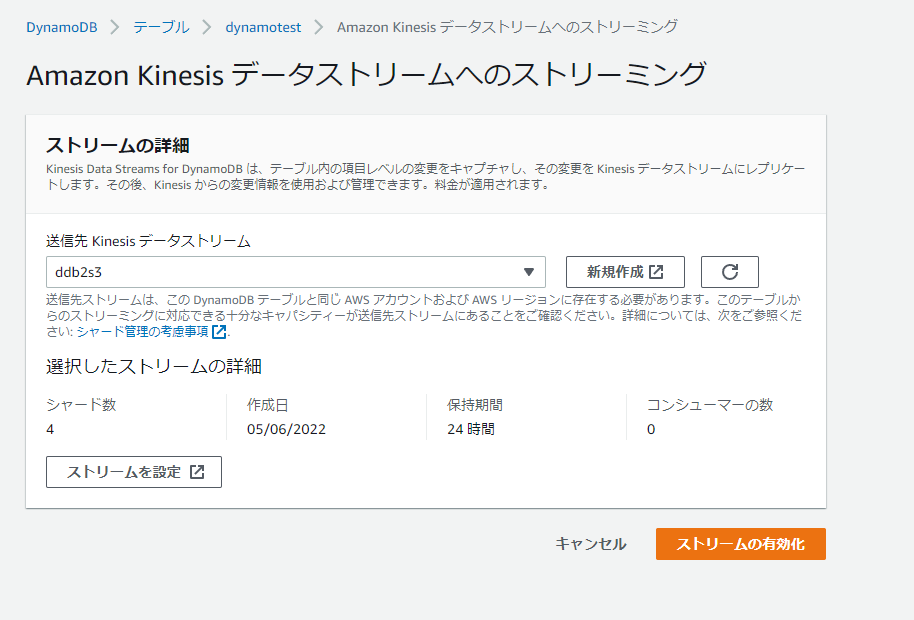 DynamoDB > テーブル > dynamotest > Amazon Kinesis データストリームへのストリーミング
Amazon Kinesis データストリームへのストリーミング
ストリームの詳細
Kinesis Data Streams for DynamoDB は、テーブル内の項目レベルの変更をキャプチャし、その変更を Kinesis データストリームにレプリケー
トします。その後、Kinesis からの変更情報を使用および管理できます。料金が適用されます。
送信先 Kinesis データストリーム
ddb2s3
新規作成
送信先ストリームは、この DynamoDB テーブルと同じ AWS アカウントおよび AWS リージョンに存在する必要があります。このテーブルか
らのストリーミングに対応できる十分なキャパシティーが送信先ストリームにあることをご確認ください。詳細については、次をご参照くだ
さい: シャード管理の考慮事項.
選択したストリームの詳細
シャード数
4
作成日
05/06/2022
保持期間
24 時間
コンシューマーの数
0
ストリームを設定
キャンセル
ストリームの有効化